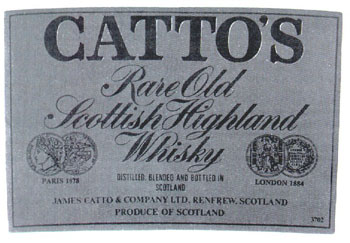 CATTO'S
Rare Old
Scottish Highland
Whisky
PARIS 1878
DISTILLED, BLENDED AND BOTTLED IN
SCOTLAND
LONDON 1884
JAMES CATTO & COMPANY LTD. RENFREW, SCOTLAND
PRODUCE OF SCOTLAND
3702